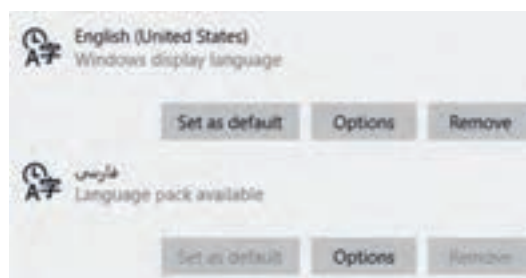 English (United States)
Windows display language
Set as default Options Remove
فارسی
Language pack available
Set as default Options Remove